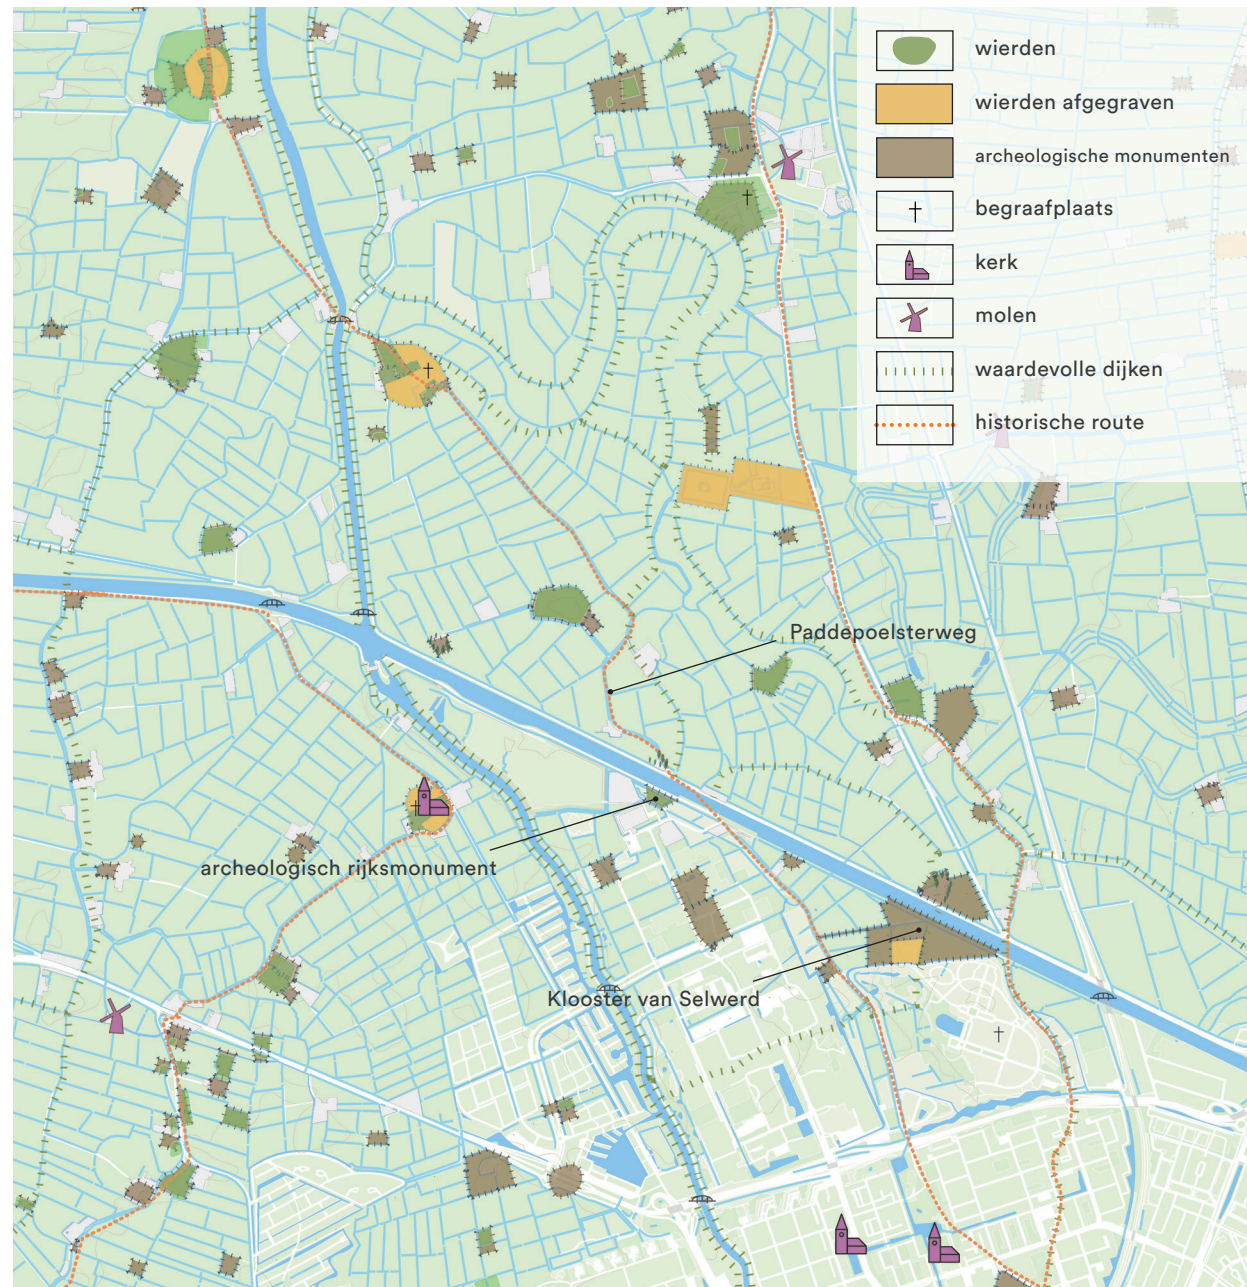 wierden
wierden afgegraven
archeologische monumenten
begraafplaats
kerk
molen
waardevolle dijken
historische route
Paddepoelsterweg
archeologisch rijksmonument
Klooster van Selwerd